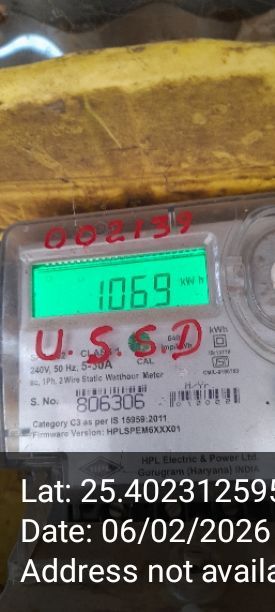 002139
1069 kWh
U.S.S.D
CLASS
CAL
kWh
240V, 50 Hz, 5-30A
ac, 1Ph, 2 Wire Static Watthour Meter
S. No. 806306
Category C3 as per IS 15959:2011
Firmware Version: HPLSPEM6XXX01
HPL Electric & Power Ltd.
Gurugram (Haryana) INDIA
Lat: 25.402312595
Date: 06/02/2026
Address not availa